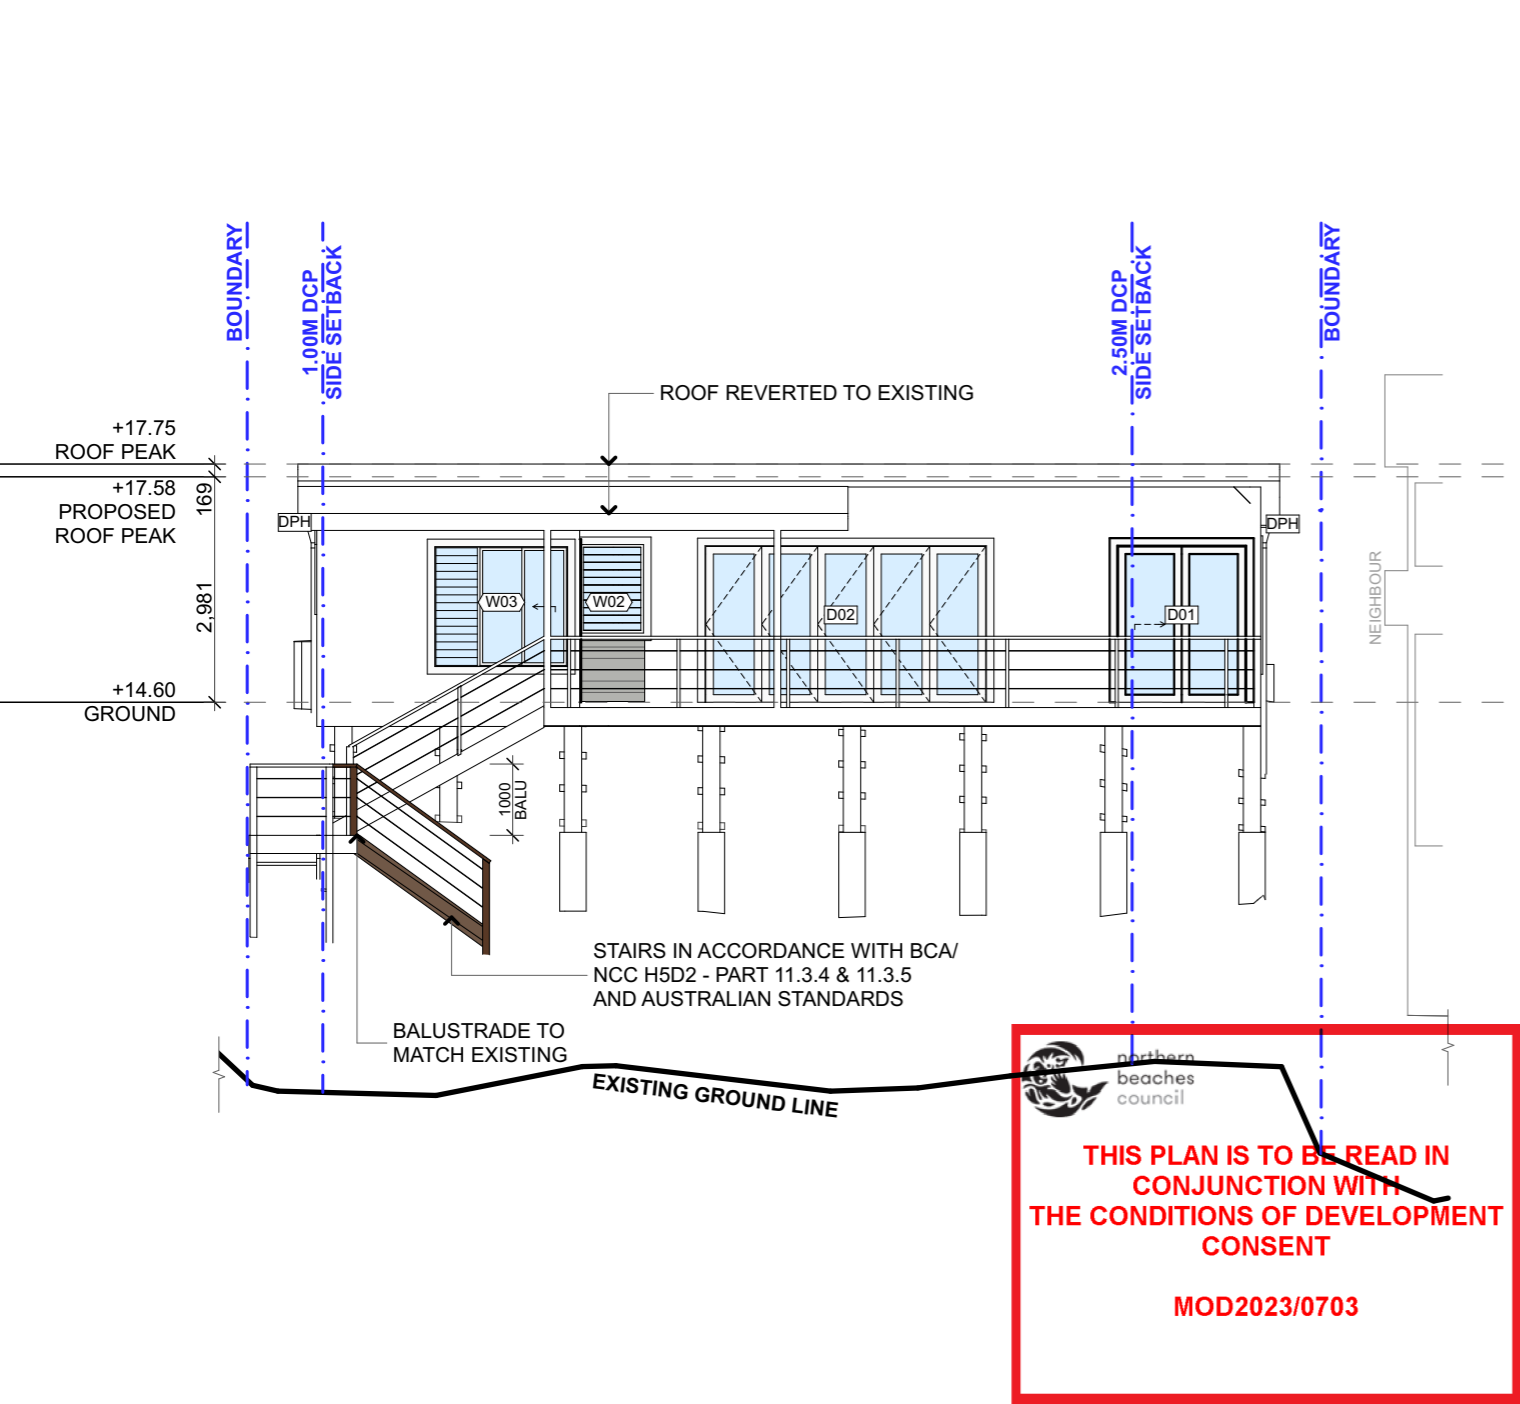 BOUNDARY
1.00M DCP
SIDE SETBACK
2.50M DCP
SIDE SETBACK
BOUNDARY
ROOF REVERTED TO EXISTING
+17.75
ROOF PEAK
+17.58
PROPOSED
ROOF PEAK
169
2,981
+14.60
GROUND
DPH
DPH
W03
W02
D02
D01
NEIGHBOUR
1000
BALU
STAIRS IN ACCORDANCE WITH BCA/
NCC H5D2 - PART 11.3.4 & 11.3.5
AND AUSTRALIAN STANDARDS
BALUSTRADE TO
MATCH EXISTING
EXISTING GROUND LINE
northern
beaches
council
THIS PLAN IS TO BE READ IN
CONJUNCTION WITH
THE CONDITIONS OF DEVELOPMENT
CONSENT
MOD2023/0703